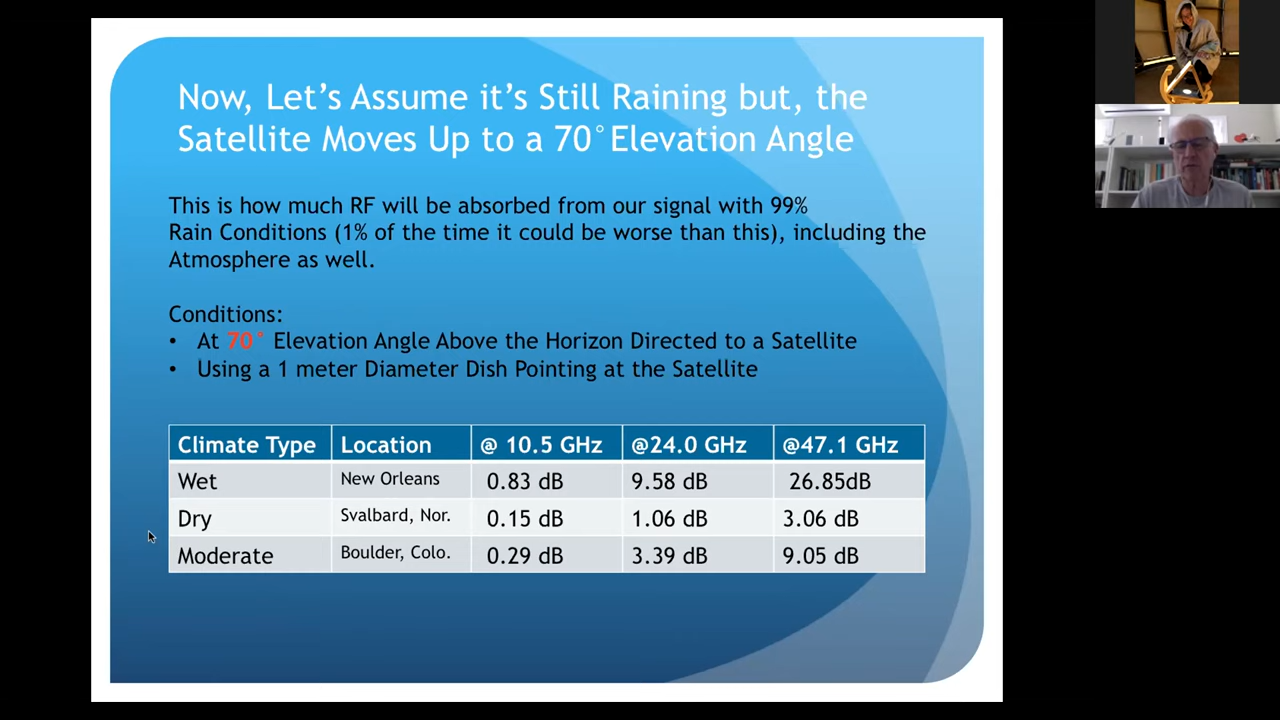 Now, Let's Assume it's Still Raining but, the
Satellite Moves Up to a 70°Elevation Angle
This is how much RF will be absorbed from our signal with 99%
Rain Conditions (1% of the time it could be worse than this), including the
Atmosphere as well.
Conditions:
• At 70° Elevation Angle Above the Horizon Directed to a Satellite
• Using a 1 meter Diameter Dish Pointing at the Satellite
Climate Type Location @ 10.5 GHz @24.0 GHz @47.1 GHz
Wet New Orleans 0.83 dB 9.58 dB 26.85dB
Dry Svalbard, Nor. 0.15 dB 1.06 dB 3.06 dB
Moderate Boulder, Colo. 0.29 dB 3.39 dB 9.05 dB